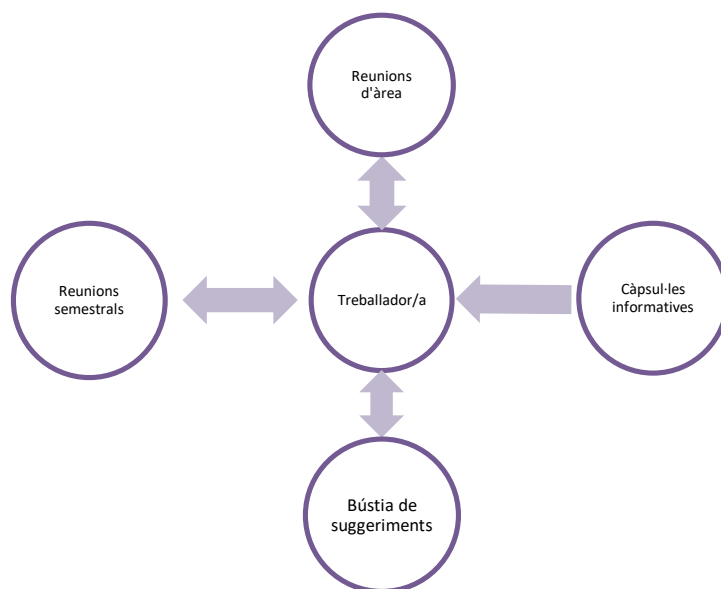 Reunions
d'àrea
Reunions
semestrals
Treballador/a
Càpsul·les
informatives
Bústia de
suggeriments